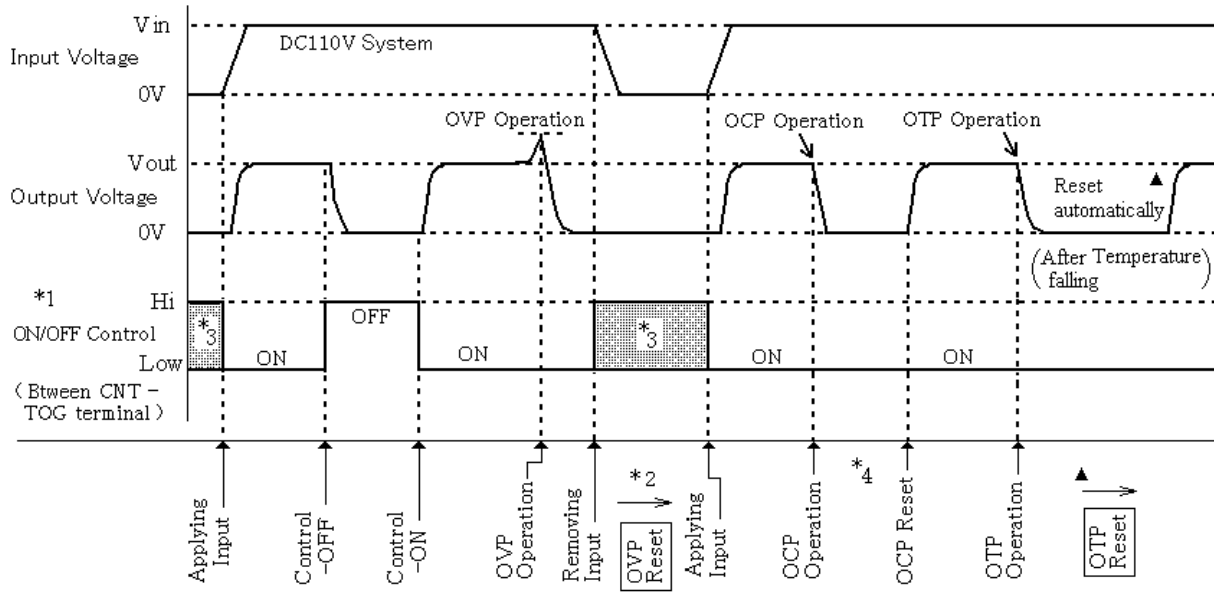 Vin
DC110V System
Input Voltage
0V
OVP Operation
OCP Operation
OTP Operation
Vout
Output Voltage
Reset
automatically
▲
0V
(After Temperature
falling)
*1
Hi
ON/OFF Control
*3
OFF
*3
ON
ON
ON
ON
Low
(Btween CNT-
TOG terminal)
Applying
Input
Control
-OFF
Control
-ON
OVP
Operation
Removing
Input
*2
OVP
Reset
Applying
Input
OCP
Operation
*4
OCP Reset
OTP
Operation
▲
OTP
Reset